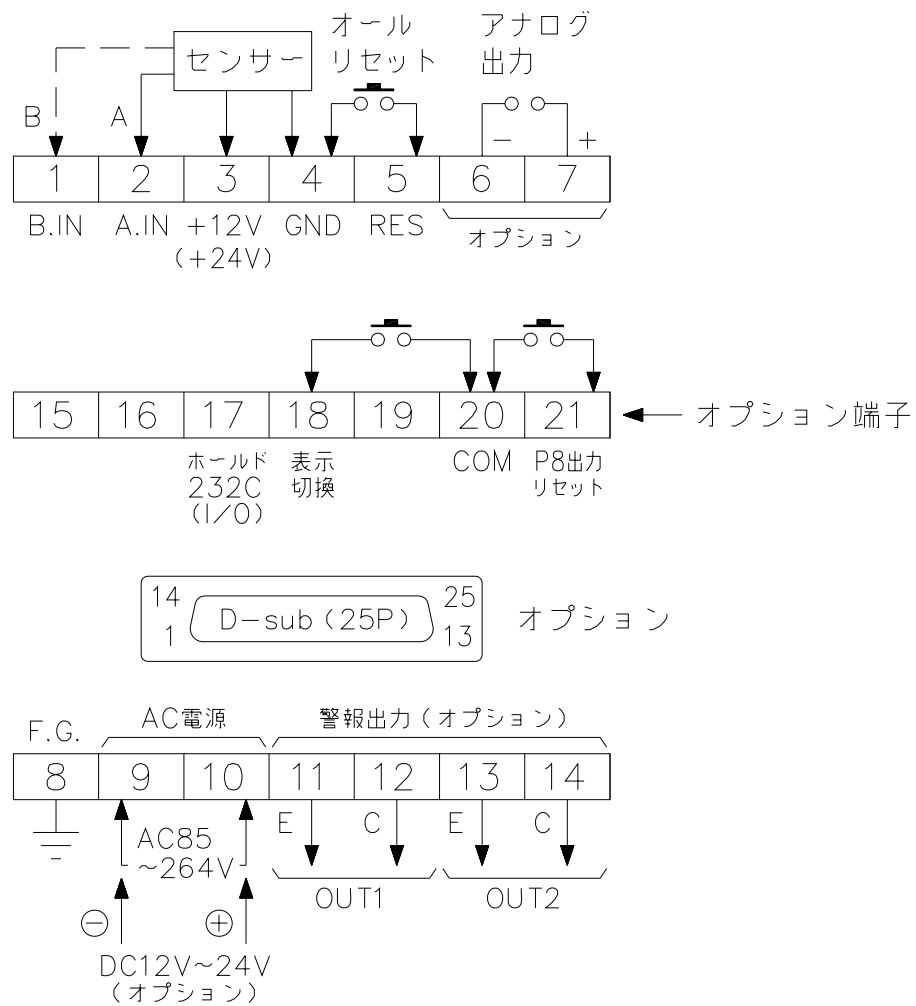 オール
リセット
アナログ
出力
センサー
B
A
−
+
1 2 3 4 5 6 7
B.IN A.IN +12V GND RES
(+24V)
オプション
15 16 17 18 19 20 21
オプション端子
ホールド
232C
(I/O)
表示
切換
COM
P8出力
リセット
14 25
D−sub(25P)
1 13
オプション
F.G.
AC電源
警報出力(オプション)
8 9 10 11 12 13 14
E C E C
AC85
~264V
OUT1 OUT2
⊖ ⊕
DC12V~24V
(オプション)